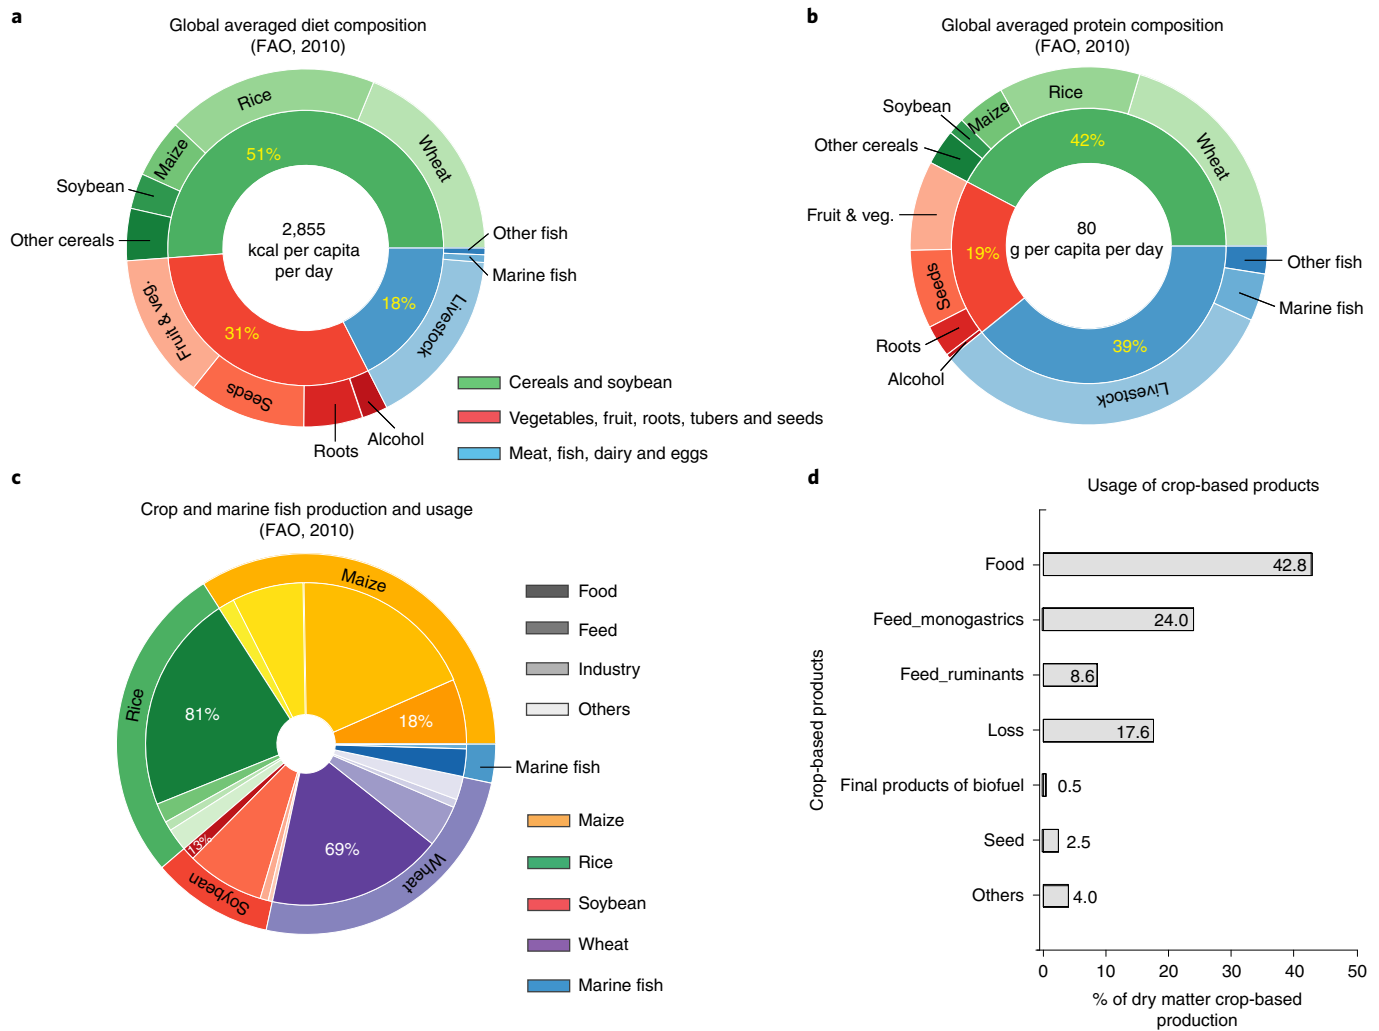 a
Global averaged diet composition
(FAO, 2010)
Rice
Wheat
Maize
Soybean
Other cereals
51%
2,855
kcal per capita
per day
Other fish
Marine fish
18%
Livestock
31%
Fruit & veg.
Seeds
Roots
Alcohol
Cereals and soybean
Vegetables, fruit, roots, tubers and seeds
Meat, fish, dairy and eggs
b
Global averaged protein composition
(FAO, 2010)
Rice
Wheat
Soybean
Maize
Other cereals
42%
Fruit & veg.
80
g per capita per day
19%
Seeds
Other fish
Marine fish
Roots
Alcohol
39%
Livestock
c
Crop and marine fish production and usage
(FAO, 2010)
Maize
Rice
81%
18%
Marine fish
13%
69%
Soybean
Wheat
Food
Feed
Industry
Others
Maize
Rice
Soybean
Wheat
Marine fish
d
Usage of crop-based products
Crop-based products
Food
42.8
Feed_monogastrics
24.0
Feed_ruminants
8.6
Loss
17.6
Final products of biofuel
0.5
Seed
2.5
Others
4.0
0 10 20 30 40 50
% of dry matter crop-based
production